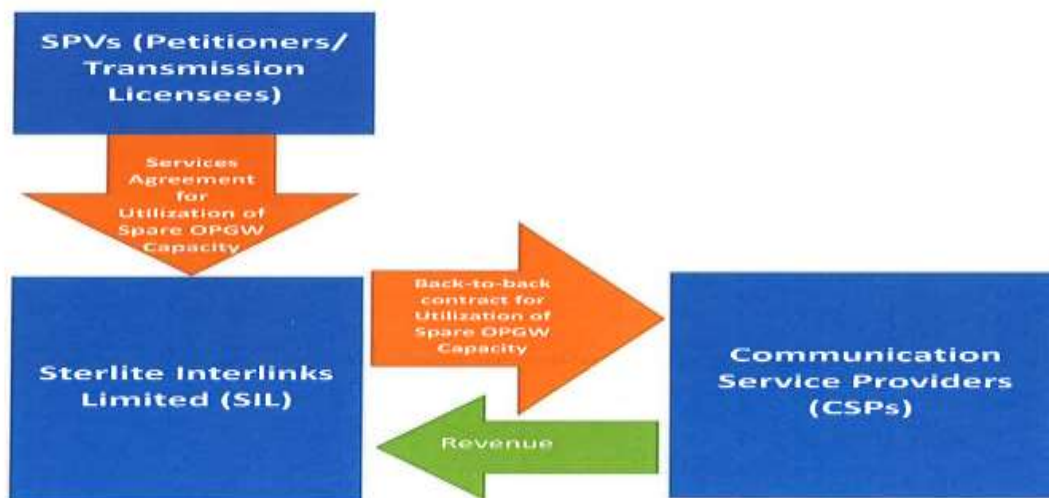 SPVs (Petitioners/
Transmission
Licensees)
Services
Agreement
for
Utilization of
Spare OPGW
Capacity
Back-to-back
contract for
Utilization of
Spare OPGW
Capacity
Sterlite Interlinks
Limited (SIL)
Communication
Service Providers
(CSPs)
Revenue